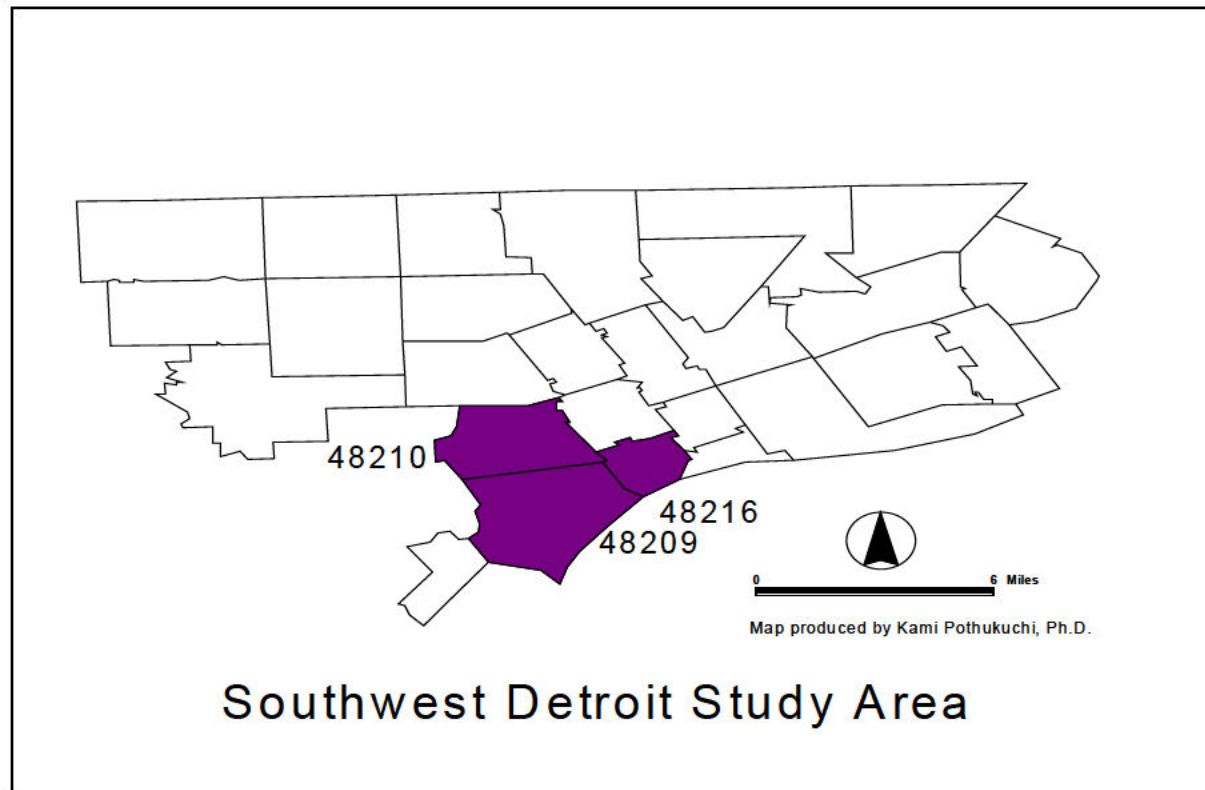 48210
48216
48209
0 6 Miles
Map produced by Kami Pothukuchi, Ph.D.
Southwest Detroit Study Area